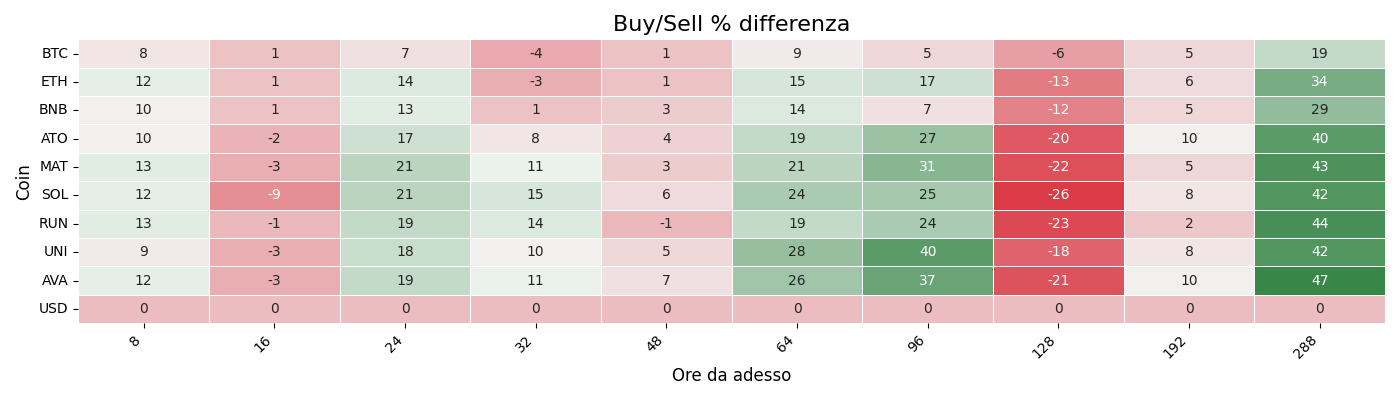 Buy/Sell % differenza
Coin
BTC 8 1 7 -4 1 9 5 -6 5 19
ETH 12 1 14 -3 1 15 17 -13 6 34
BNB 10 1 13 1 3 14 7 -12 5 29
ATO 10 -2 17 8 4 19 27 -20 10 40
MAT 13 -3 21 11 3 21 31 -22 5 43
SOL 12 -9 21 15 6 24 25 -26 8 42
RUN 13 -1 19 14 -1 19 24 -23 2 44
UNI 9 -3 18 10 5 28 40 -18 8 42
AVA 12 -3 19 11 7 26 37 -21 10 47
USD 0 0 0 0 0 0 0 0 0 0
8 16 24 32 48 64 96 128 192 288
Ore da adesso